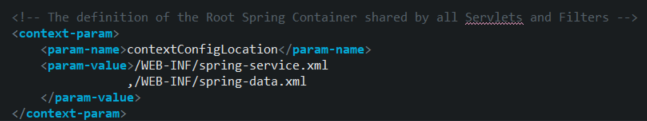 <!-- The definition of the Root Spring Container shared by all Servlets and Filters -->
<context-param>
<param-name>contextConfigLocation</param-name>
<param-value>/WEB-INF/spring-service.xml
,/WEB-INF/spring-data.xml
</param-value>
</context-param>